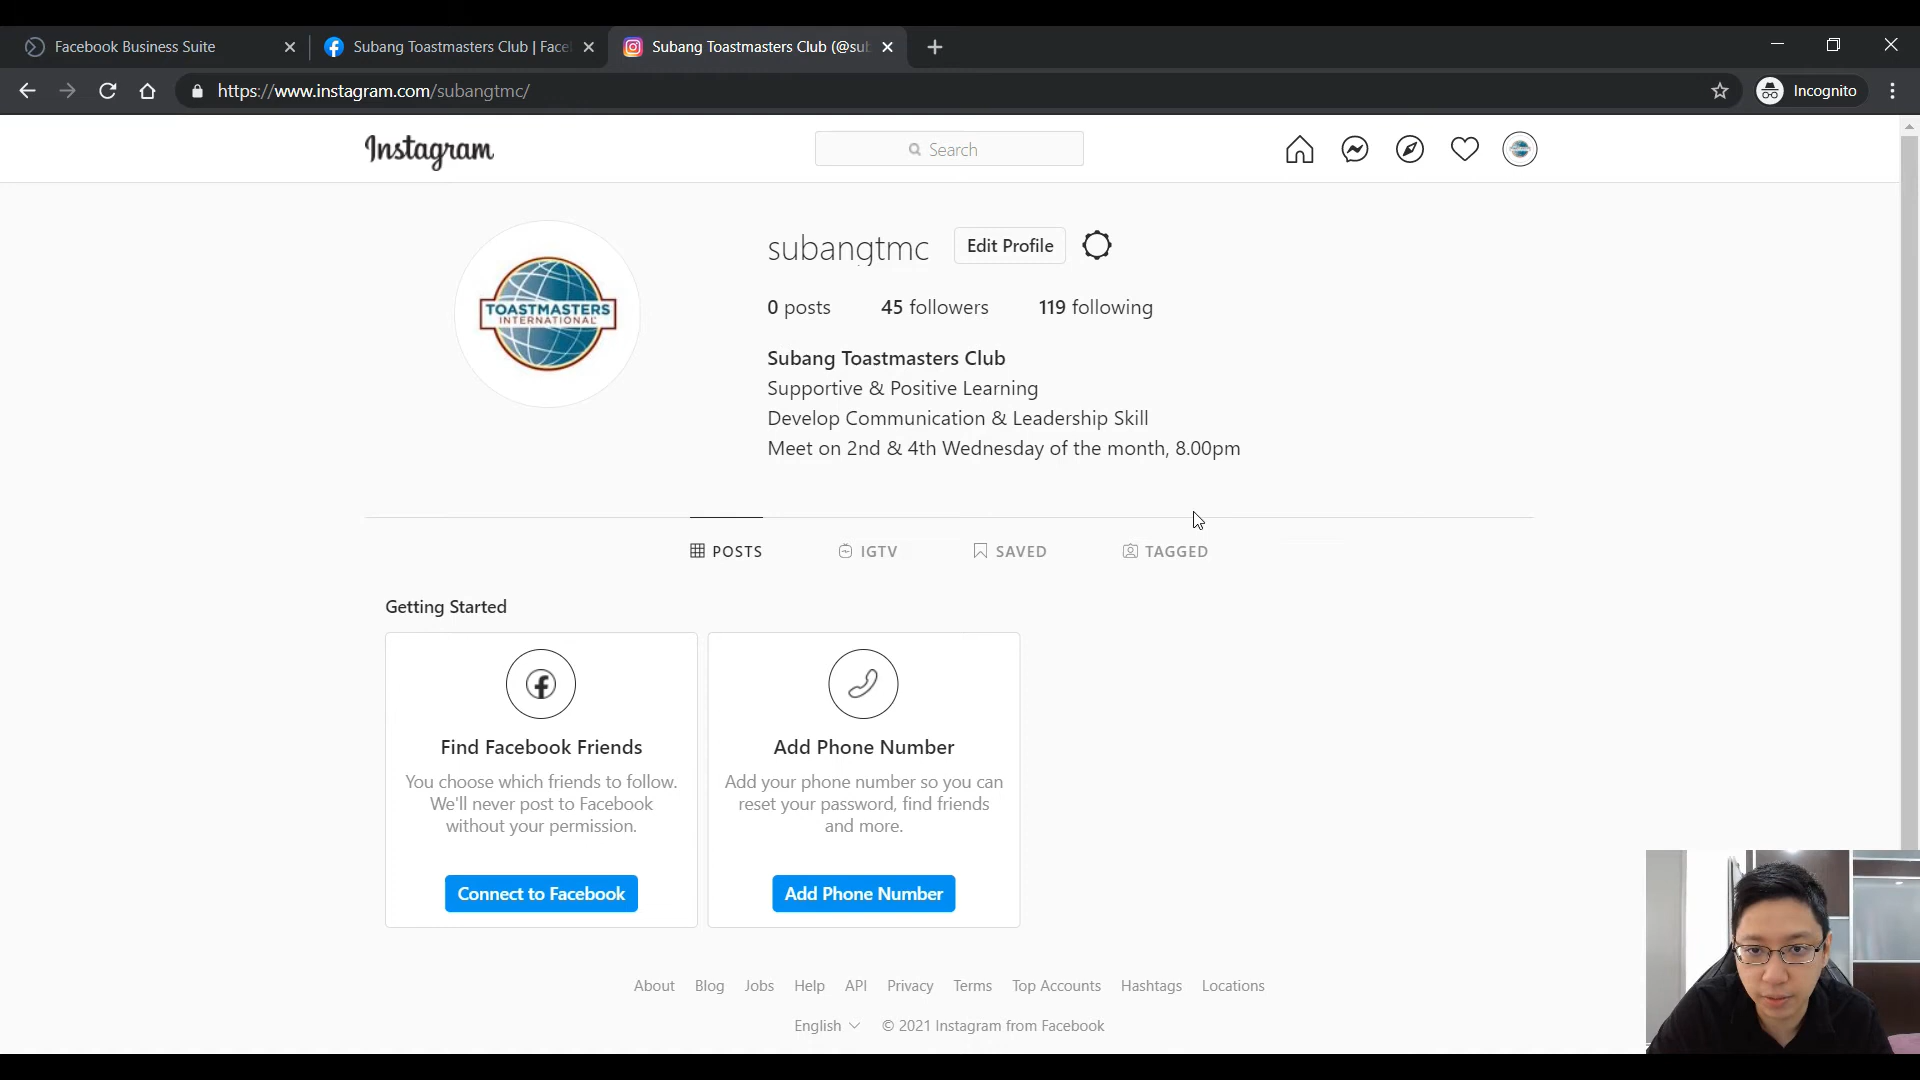 Facebook Business Suite
Subang Toastmasters Club | Face
Subang Toastmasters Club (@sub
https://www.instagram.com/subangtmc/
Incognito
Instagram
Search
subangtmc
Edit Profile
0 posts 45 followers 119 following
TOASTMASTERS
INTERNATIONAL
Subang Toastmasters Club
Supportive & Positive Learning
Develop Communication & Leadership Skill
Meet on 2nd & 4th Wednesday of the month, 8.00pm
POSTS IGTV SAVED TAGGED
Getting Started
Find Facebook Friends
You choose which friends to follow.
We'll never post to Facebook
without your permission.
Connect to Facebook
Add Phone Number
Add your phone number so you can
reset your password, find friends
and more.
Add Phone Number
About Blog Jobs Help API Privacy Terms Top Accounts Hashtags Locations
English © 2021 Instagram from Facebook